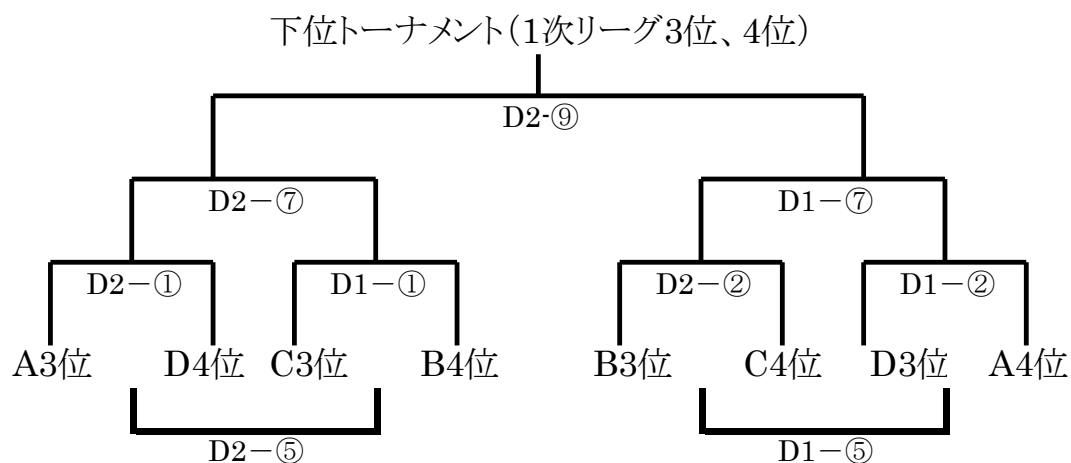 下位トーナメント(1次リーグ3位、4位)
D2-⑨
D2－⑦ D1－⑦
D2－① D1－① D2－② D1－②
A3位 D4位 C3位 B4位 B3位 C4位 D3位 A4位
D2－⑤ D1－⑤